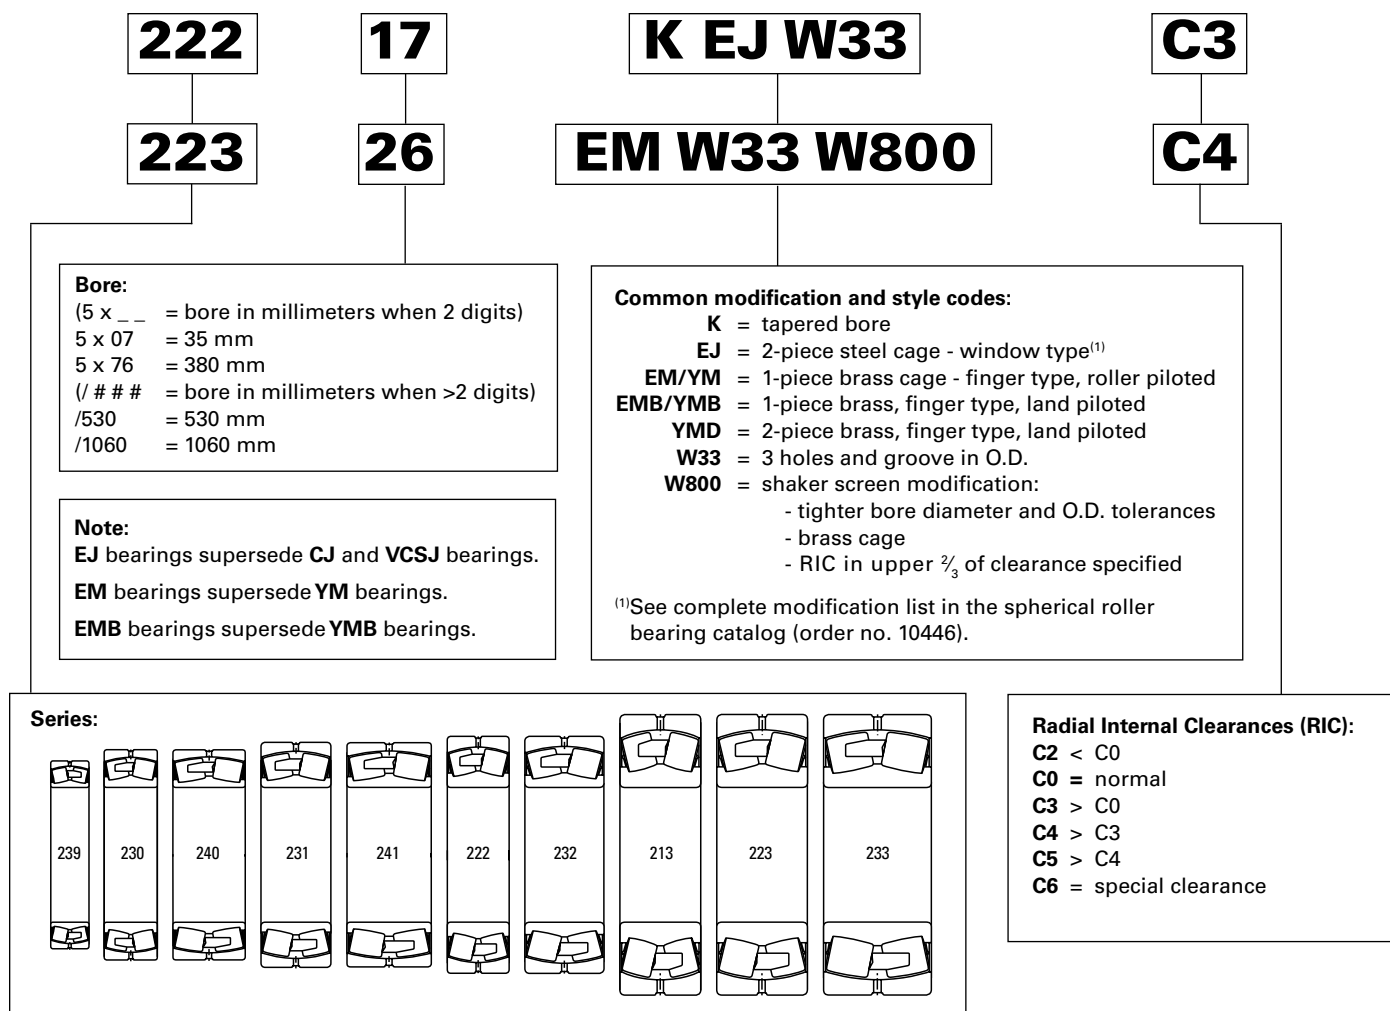 222 17 K EJ W33 C3
223 26 EM W33 W800 C4
Bore:
(5 x _ _ = bore in millimeters when 2 digits)
5 x 07 = 35 mm
5 x 76 = 380 mm
(/ # # # = bore in millimeters when >2 digits)
/530 = 530 mm
/1060 = 1060 mm
Note:
EJ bearings supersede CJ and VCSJ bearings.
EM bearings supersede YM bearings.
EMB bearings supersede YMB bearings.
Common modification and style codes:
K = tapered bore
EJ = 2-piece steel cage - window type(1)
EM/YM = 1-piece brass cage - finger type, roller piloted
EMB/YMB = 1-piece brass, finger type, land piloted
YMD = 2-piece brass, finger type, land piloted
W33 = 3 holes and groove in O.D.
W800 = shaker screen modification:
- tighter bore diameter and O.D. tolerances
- brass cage
- RIC in upper 2/3 of clearance specified
(1)See complete modification list in the spherical roller
bearing catalog (order no. 10446).
Series:
239 230 240 231 241 222 232 213 223 233
Radial Internal Clearances (RIC):
C2 < C0
C0 = normal
C3 > C0
C4 > C3
C5 > C4
C6 = special clearance